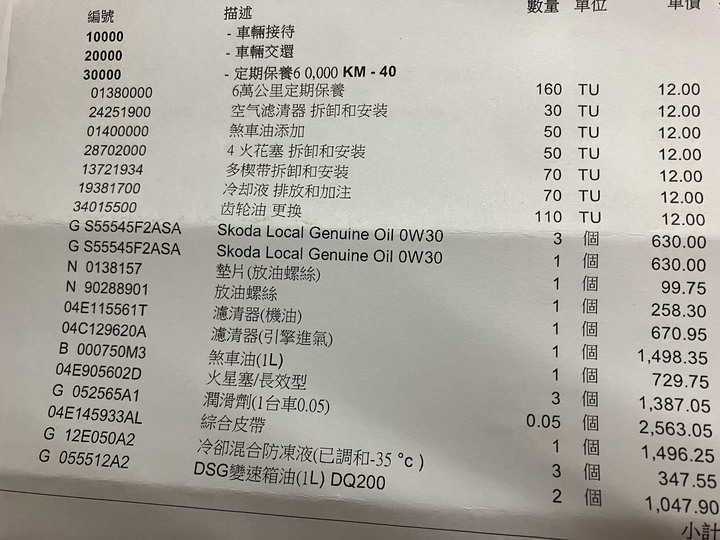 編號 描述 數量 單位 單價
10000 - 車輛接待
20000 - 車輛交還
30000 - 定期保養6 0,000 KM - 40
01380000 6萬公里定期保養 160 TU 12.00
24251900 空气滤清器 拆卸和安装 30 TU 12.00
01400000 煞車油添加 50 TU 12.00
28702000 4 火花塞 拆卸和安装 50 TU 12.00
13721934 多楔带拆卸和安装 70 TU 12.00
19381700 冷却液 排放和加注 70 TU 12.00
34015500 齿轮油 更换 110 TU 12.00
G S55545F2ASA Skoda Local Genuine Oil 0W30 3 個 630.00
G S55545F2ASA Skoda Local Genuine Oil 0W30 1 個 630.00
N 0138157 墊片(放油螺絲) 1 個 99.75
N 90288901 放油螺絲 1 個 258.30
04E115561T 濾清器(機油) 1 個 670.95
04C129620A 濾清器(引擎進氣) 1 個 1,498.35
B 000750M3 煞車油(1L) 1 個 729.75
04E905602D 火星塞/長效型 3 個 1,387.05
G 052565A1 潤滑劑(1台車0.05) 0.05 個 2,563.05
04E145933AL 綜合皮帶 1 個 1,496.25
G 12E050A2 冷卻混合防凍液(已調和-35 °c ) 3 個 347.55
G 055512A2 DSG變速箱油(1L) DQ200 2 個 1,047.90
小計